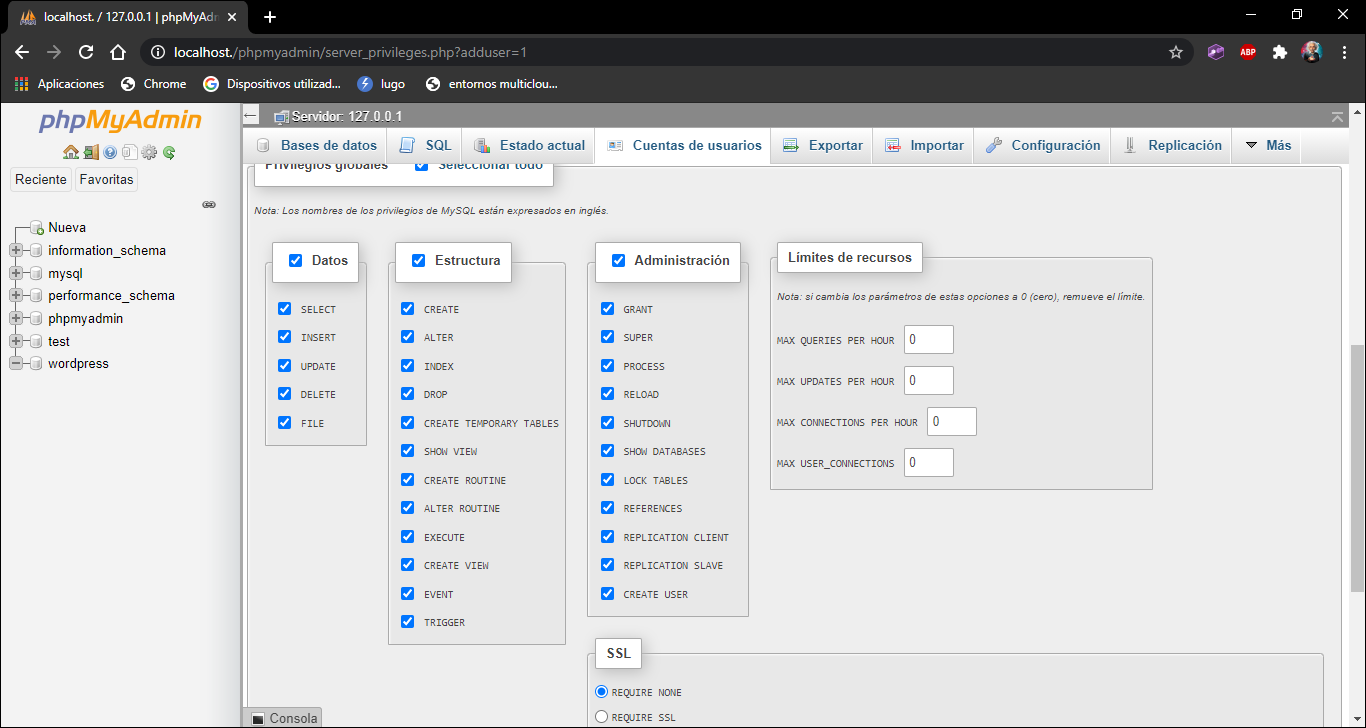 localhost. / 127.0.0.1 | phpMyAdm
localhost./phpmyadmin/server_privileges.php?adduser=1
ABP
Aplicaciones Chrome Dispositivos utilizad... lugo entornos multiclou...
phpMyAdmin
Reciente Favoritas
Nueva
information_schema
mysql
performance_schema
phpmyadmin
test
wordpress
Servidor: 127.0.0.1
Bases de datos SQL Estado actual Cuentas de usuarios Exportar Importar Configuración Replicación Más
Privilegios globales Seleccionar todo
Nota: Los nombres de los privilegios de MySQL están expresados en inglés.
Datos
SELECT
INSERT
UPDATE
DELETE
FILE
Estructura
CREATE
ALTER
INDEX
DROP
CREATE TEMPORARY TABLES
SHOW VIEW
CREATE ROUTINE
ALTER ROUTINE
EXECUTE
CREATE VIEW
EVENT
TRIGGER
Administración
GRANT
SUPER
PROCESS
RELOAD
SHUTDOWN
SHOW DATABASES
LOCK TABLES
REFERENCES
REPLICATION CLIENT
REPLICATION SLAVE
CREATE USER
Límites de recursos
Nota: si cambia los parámetros de estas opciones a 0 (cero), remueve el límite.
MAX QUERIES PER HOUR 0
MAX UPDATES PER HOUR 0
MAX CONNECTIONS PER HOUR 0
MAX USER_CONNECTIONS 0
SSL
REQUIRE NONE
REQUIRE SSL
Consola